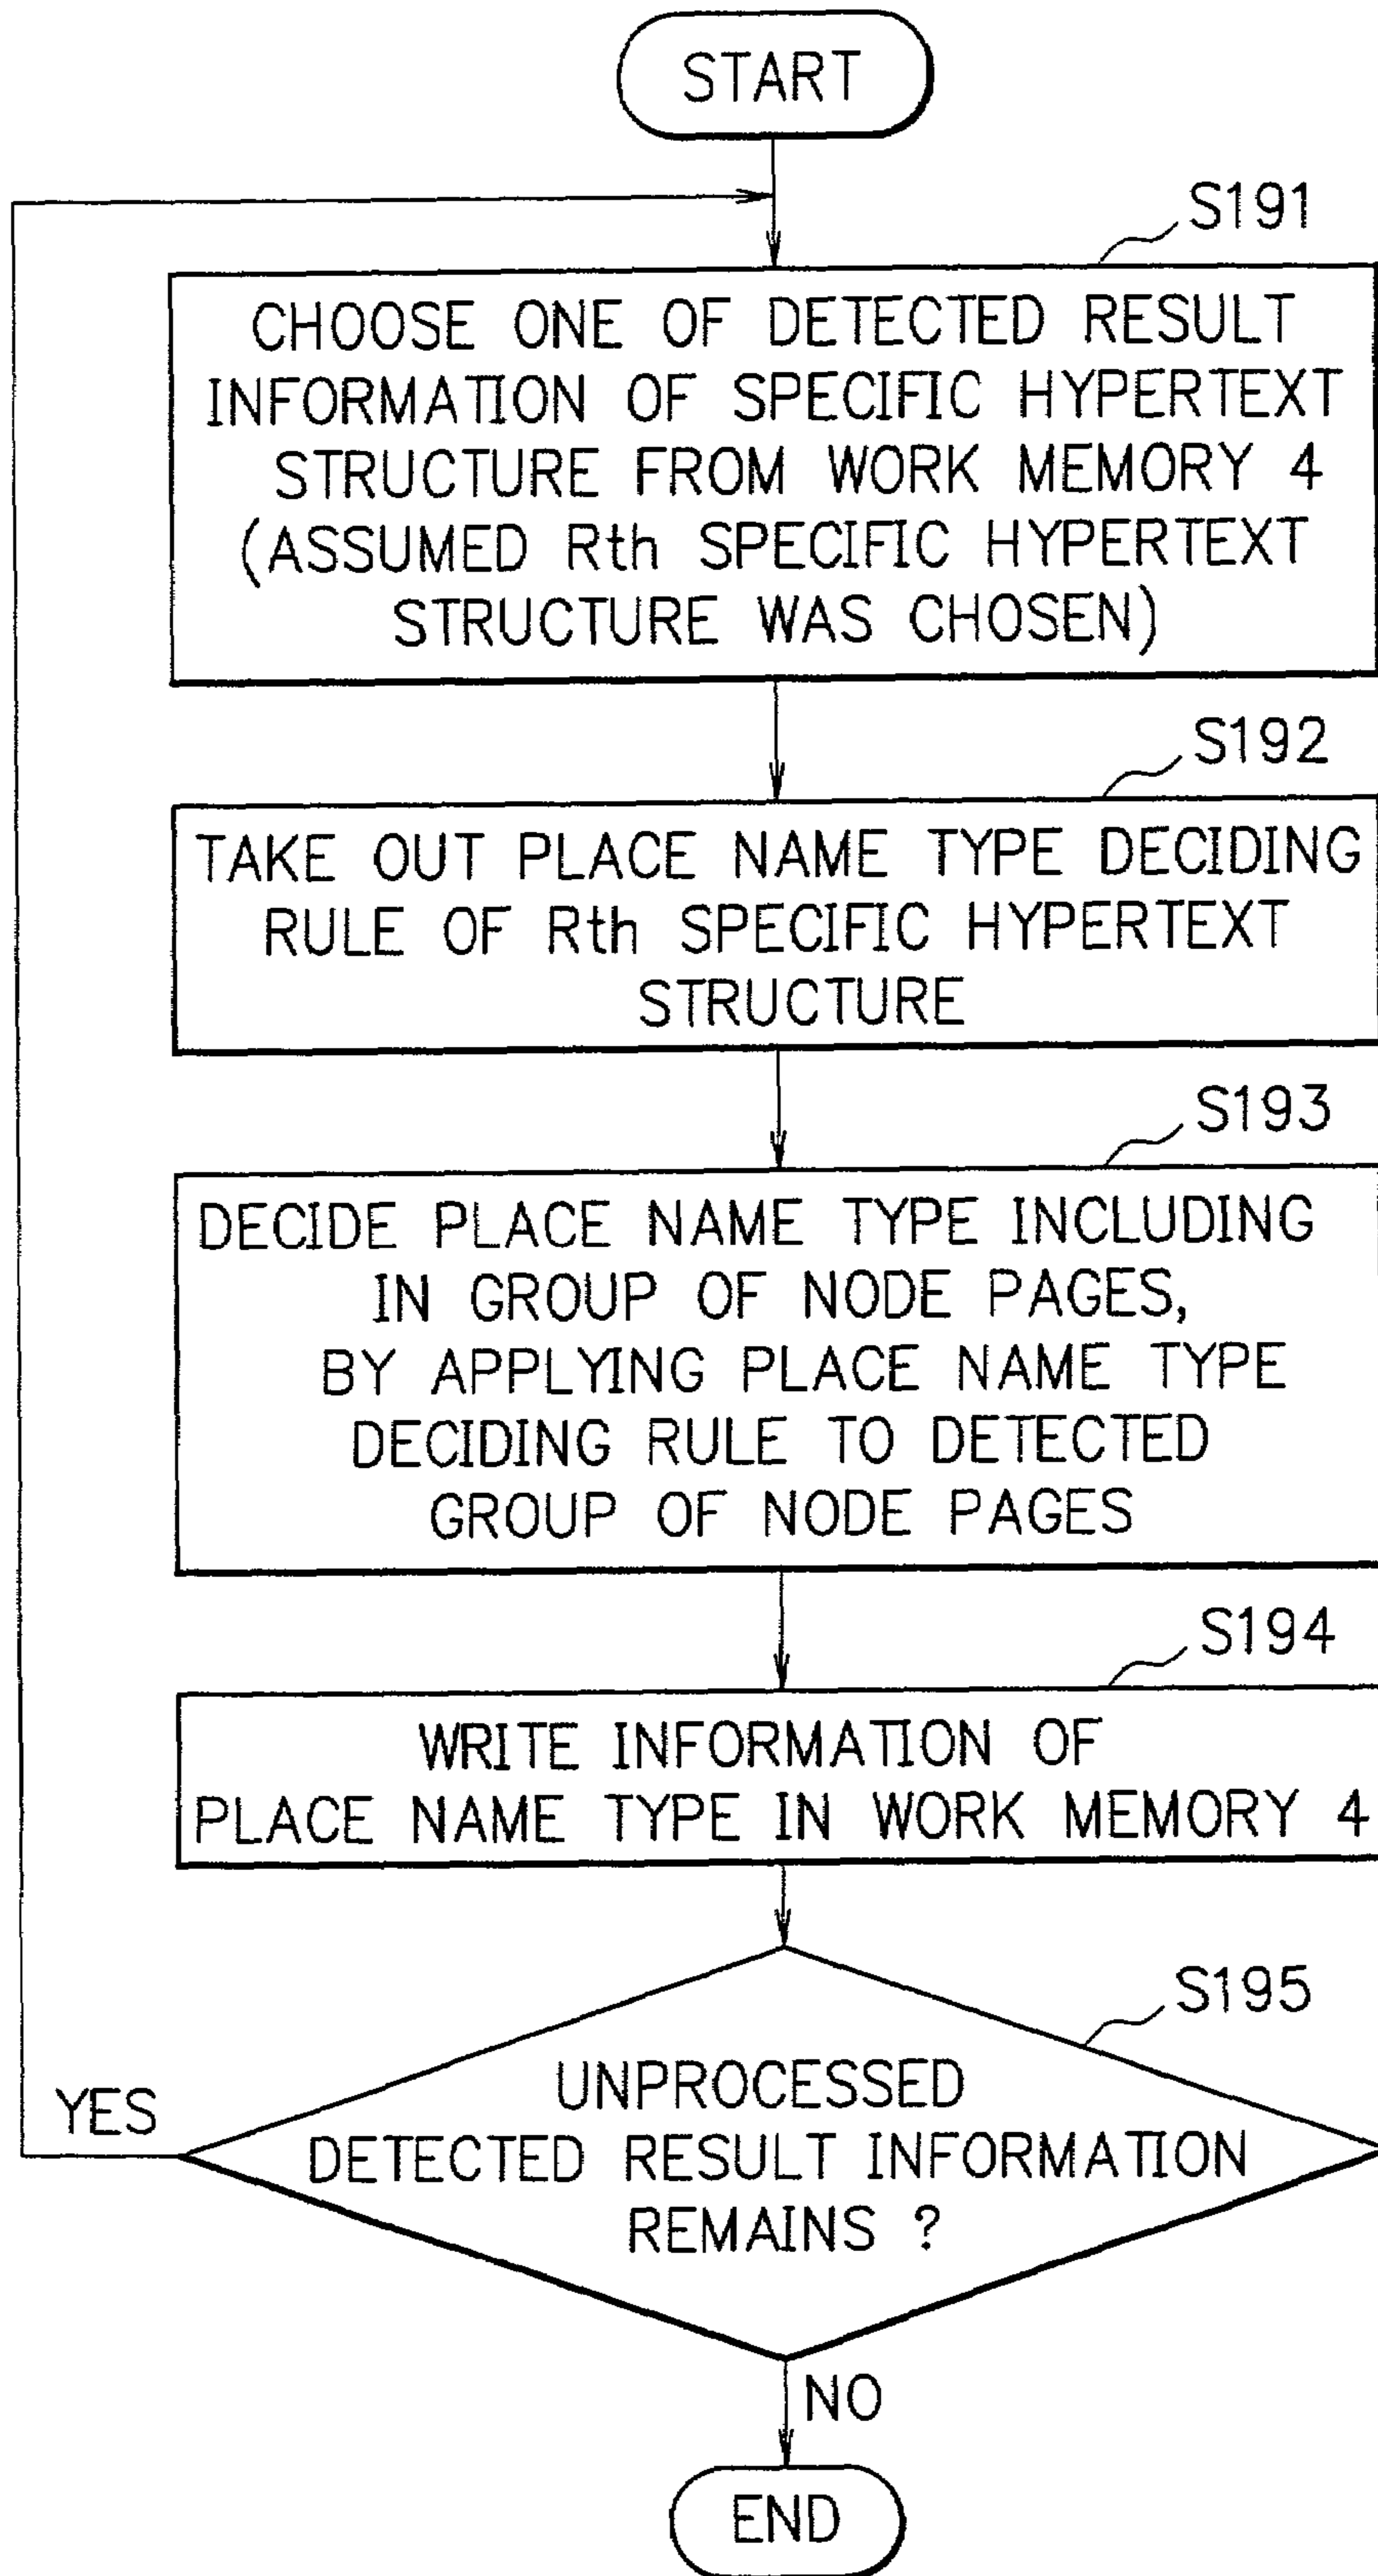 START
S191
CHOOSE ONE OF DETECTED RESULT
INFORMATION OF SPECIFIC HYPERTEXT
STRUCTURE FROM WORK MEMORY 4
(ASSUMED Rth SPECIFIC HYPERTEXT
STRUCTURE WAS CHOSEN)
S192
TAKE OUT PLACE NAME TYPE DECIDING
RULE OF Rth SPECIFIC HYPERTEXT
STRUCTURE
S193
DECIDE PLACE NAME TYPE INCLUDING
IN GROUP OF NODE PAGES,
BY APPLYING PLACE NAME TYPE
DECIDING RULE TO DETECTED
GROUP OF NODE PAGES
S194
WRITE INFORMATION OF
PLACE NAME TYPE IN WORK MEMORY 4
S195
UNPROCESSED
DETECTED RESULT INFORMATION
REMAINS ?
YES
NO
END